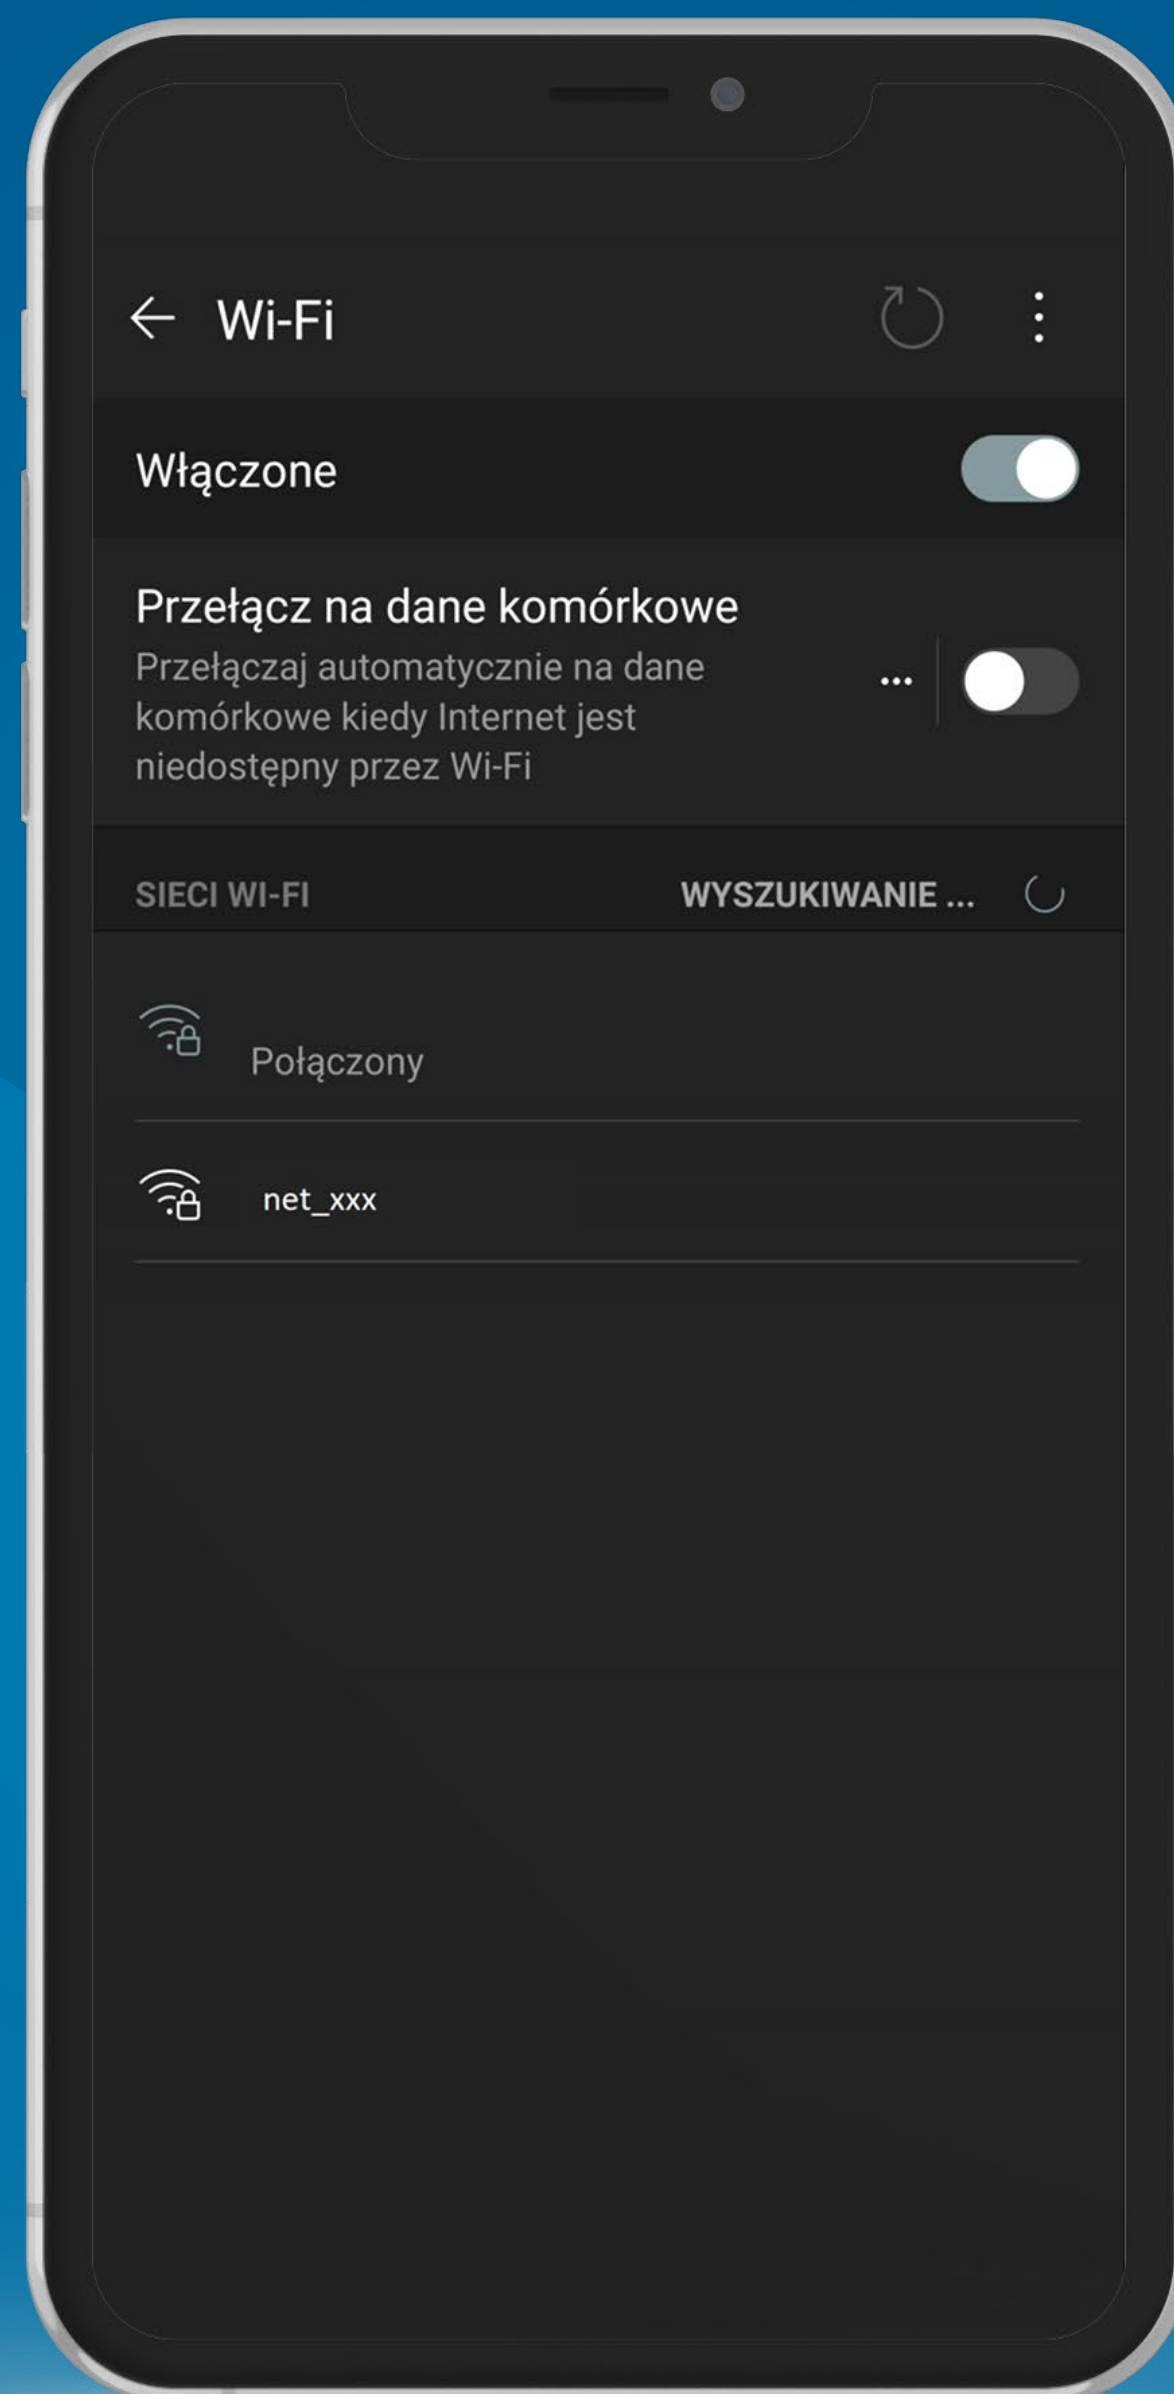 Wi-Fi
Włączone
Przełącz na dane komórkowe
Przełączaj automatycznie na dane
komórkowe kiedy Internet jest
niedostępny przez Wi-Fi
SIECI WI-FI WYSZUKIWANIE ...
Połączony
net_xxx